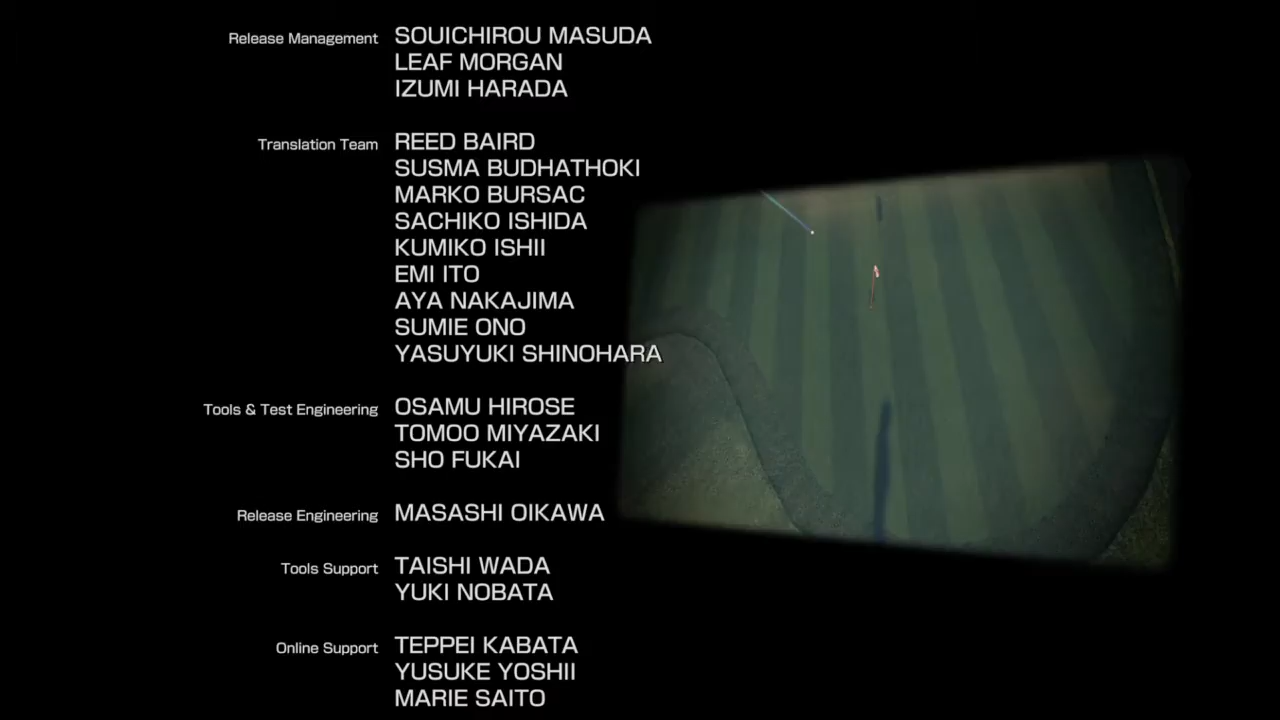 Release Management SOUICHIROU MASUDA
LEAF MORGAN
IZUMI HARADA
Translation Team REED BAIRD
SUSMA BUDHATHOKI
MARKO BURSAC
SACHIKO ISHIDA
KUMIKO ISHII
EMI ITO
AYA NAKAJIMA
SUMIE ONO
YASUYUKI SHINOHARA
Tools & Test Engineering OSAMU HIROSE
TOMOO MIYAZAKI
SHO FUKAI
Release Engineering MASASHI OIKAWA
Tools Support TAISHI WADA
YUKI NOBATA
Online Support TEPPEI KABATA
YUSUKE YOSHII
MARIE SAITO